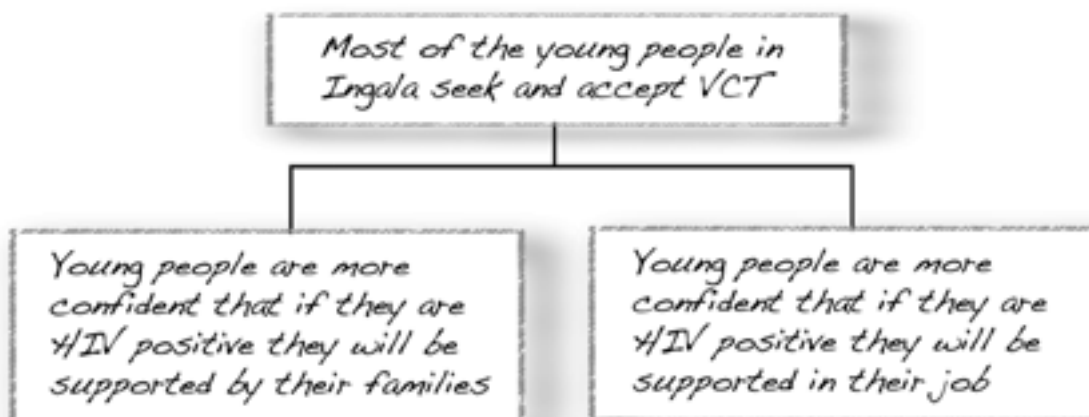 Most of the young people in
Ingala seek and accept VCT
Young people are more
confident that if they are
HIV positive they will be
supported by their families
Young people are more
confident that if they are
HIV positive they will be
supported in their job